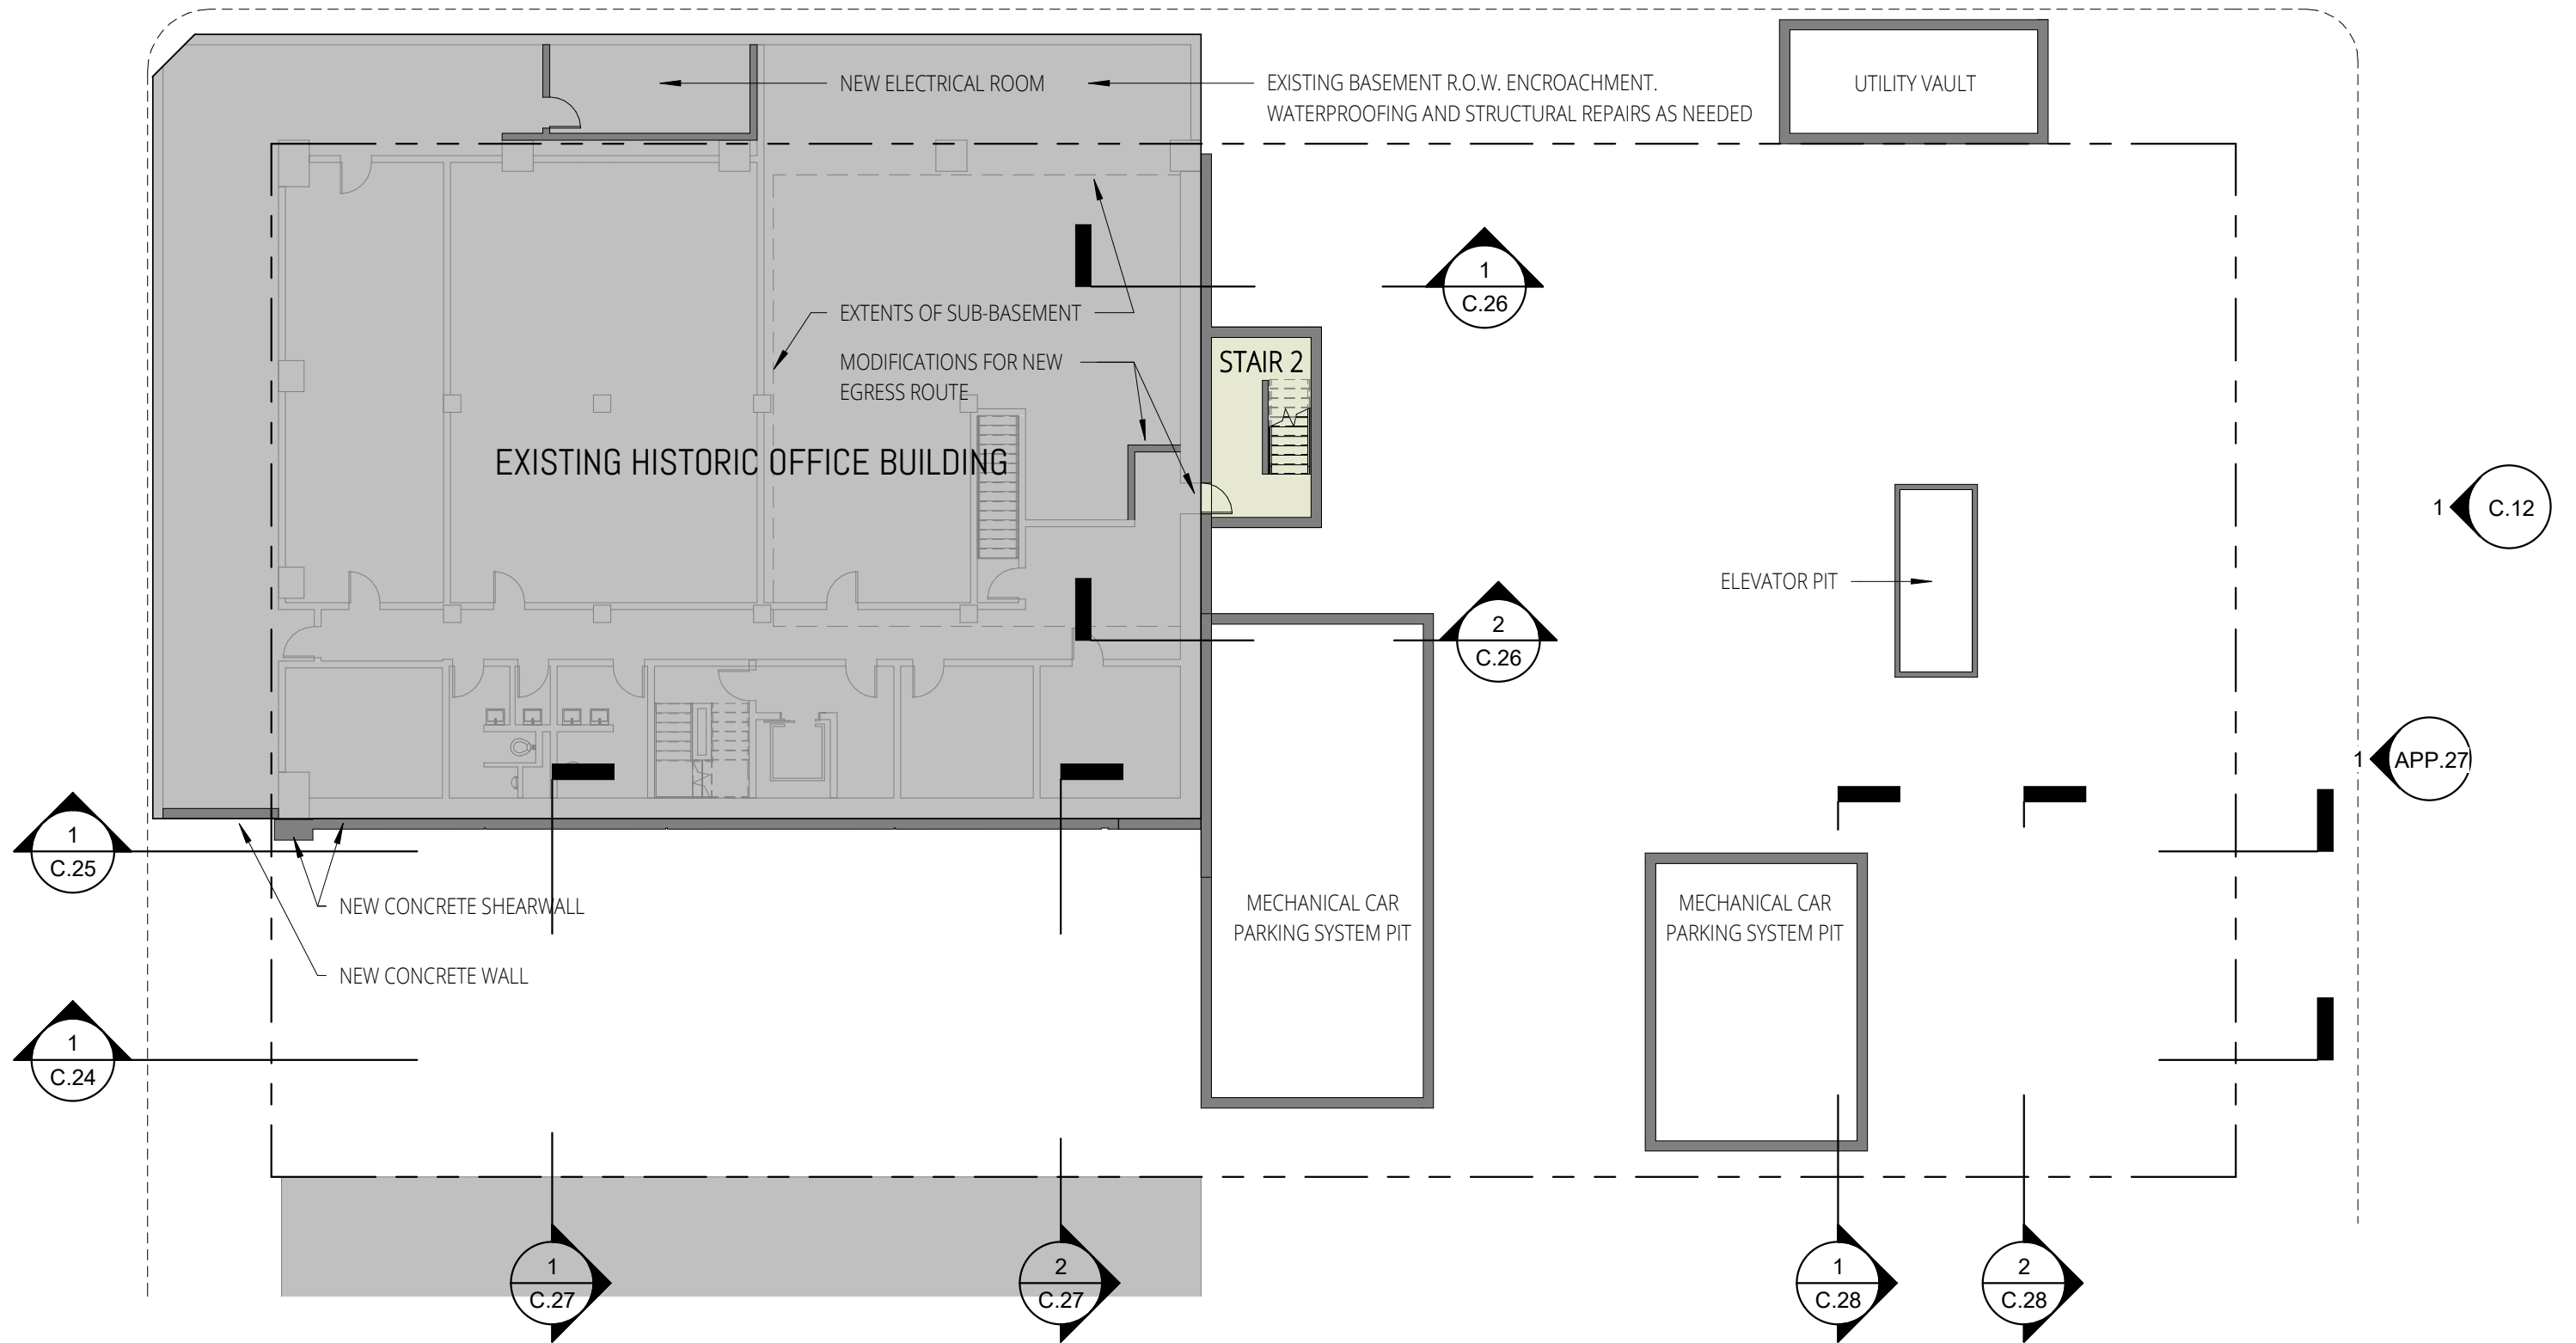 NEW ELECTRICAL ROOM
EXISTING BASEMENT R.O.W. ENCROACHMENT.
WATERPROOFING AND STRUCTURAL REPAIRS AS NEEDED
UTILITY VAULT
1
C.26
EXTENTS OF SUB-BASEMENT
MODIFICATIONS FOR NEW
EGRESS ROUTE
STAIR 2
EXISTING HISTORIC OFFICE BUILDING
1
C.12
ELEVATOR PIT
2
C.26
1
APP.27
1
C.25
NEW CONCRETE SHEARWALL
MECHANICAL CAR
PARKING SYSTEM PIT
MECHANICAL CAR
PARKING SYSTEM PIT
NEW CONCRETE WALL
1
C.24
1
C.27
2
C.27
1
C.28
2
C.28